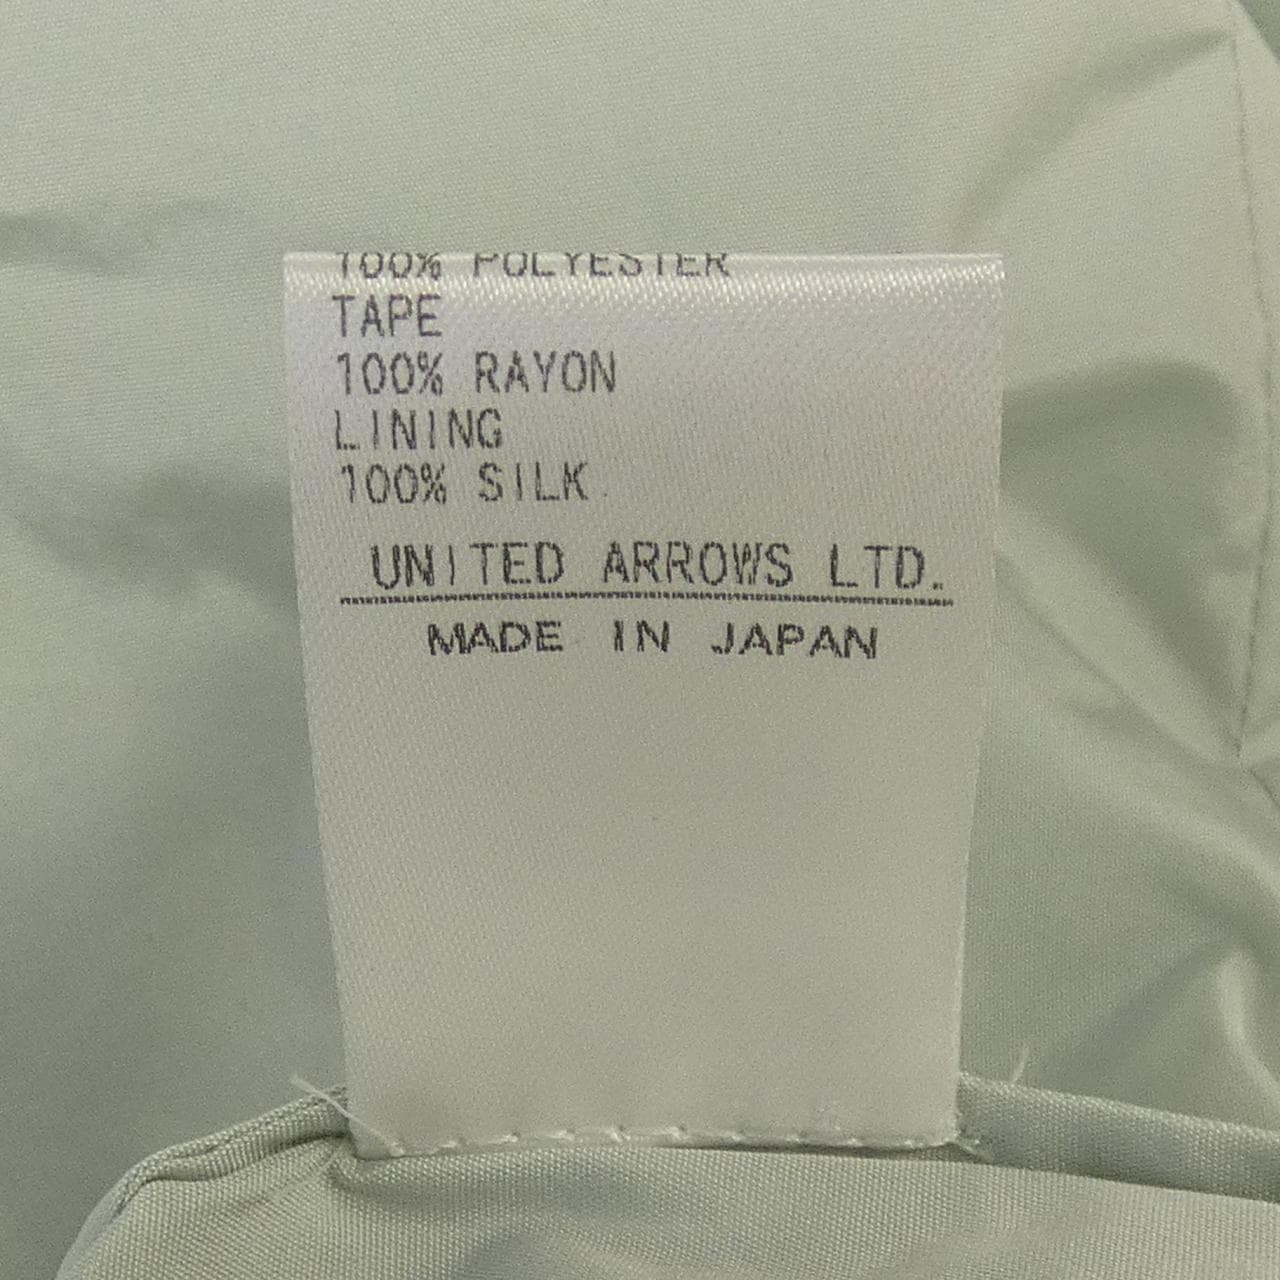 100% POLYESTER
TAPE
100% RAYON
LINING
100% SILK
UNITED ARROWS LTD.
MADE IN JAPAN